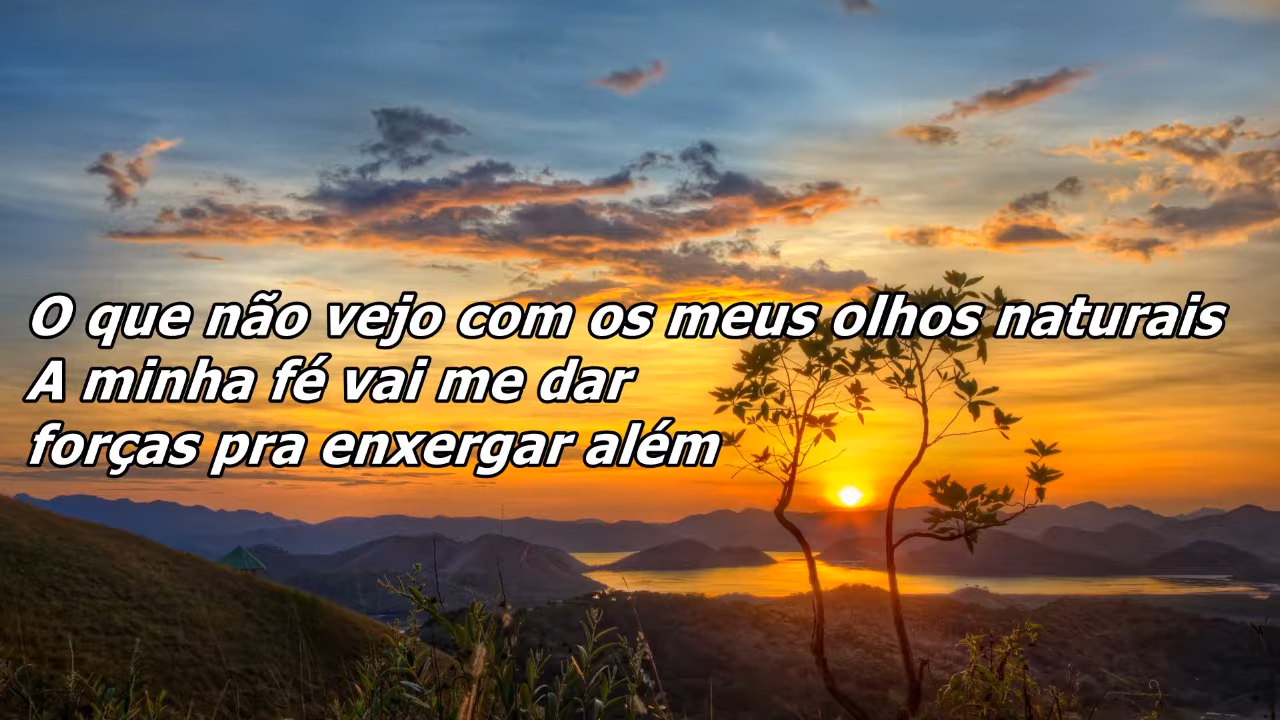 O que não vejo com os meus olhos naturais
A minha fé vai me dar
forças pra enxergar além